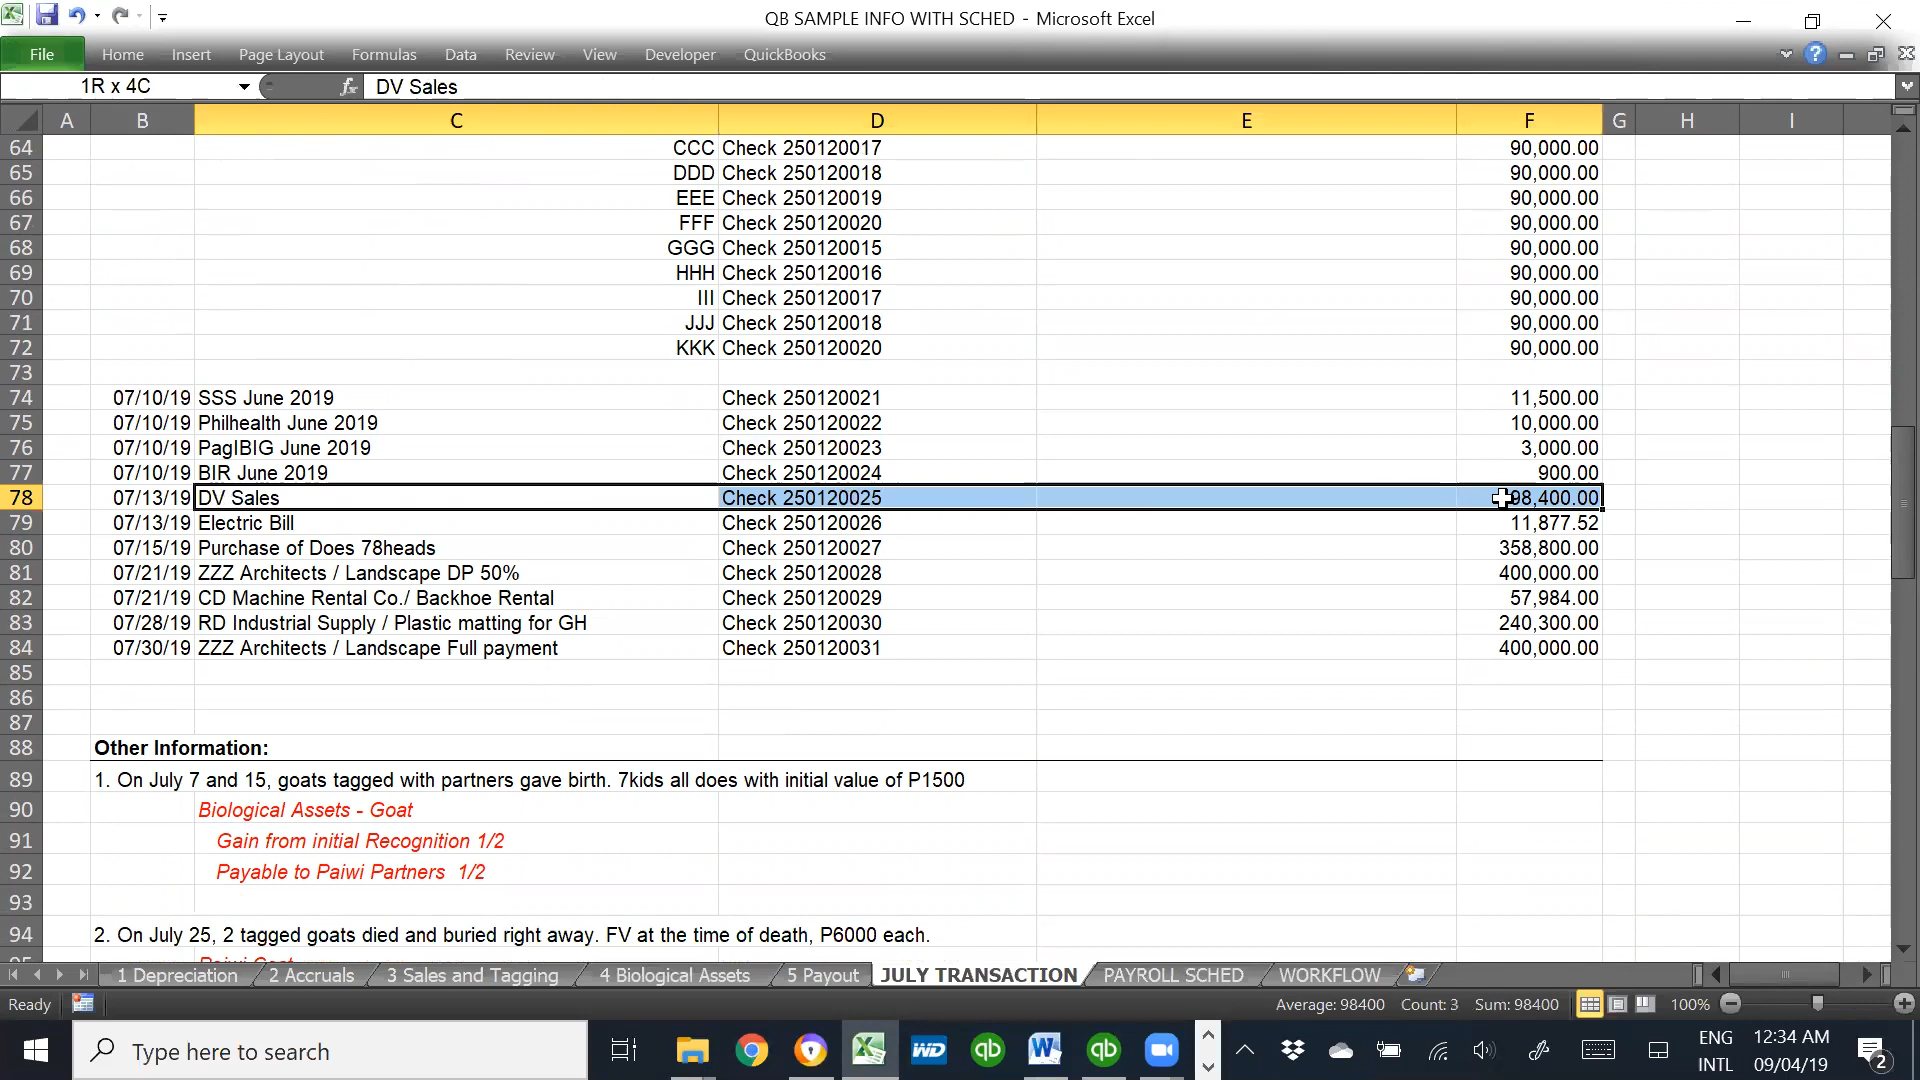 QB SAMPLE INFO WITH SCHED - Microsoft Excel
File Home Insert Page Layout Formulas Data Review View Developer QuickBooks
1R x 4C fx DV Sales
A B C D E F G H I
64 CCC Check 250120017 90,000.00
65 DDD Check 250120018 90,000.00
66 EEE Check 250120019 90,000.00
67 FFF Check 250120020 90,000.00
68 GGG Check 250120015 90,000.00
69 HHH Check 250120016 90,000.00
70 III Check 250120017 90,000.00
71 JJJ Check 250120018 90,000.00
72 KKK Check 250120020 90,000.00
73
74 07/10/19 SSS June 2019 Check 250120021 11,500.00
75 07/10/19 Philhealth June 2019 Check 250120022 10,000.00
76 07/10/19 PagIBIG June 2019 Check 250120023 3,000.00
77 07/10/19 BIR June 2019 Check 250120024 900.00
78 07/13/19 DV Sales Check 250120025 98,400.00
79 07/13/19 Electric Bill Check 250120026 11,877.52
80 07/15/19 Purchase of Does 78heads Check 250120027 358,800.00
81 07/21/19 ZZZ Architects / Landscape DP 50% Check 250120028 400,000.00
82 07/21/19 CD Machine Rental Co./ Backhoe Rental Check 250120029 57,984.00
83 07/28/19 RD Industrial Supply / Plastic matting for GH Check 250120030 240,300.00
84 07/30/19 ZZZ Architects / Landscape Full payment Check 250120031 400,000.00
85
86
87
88 Other Information:
89 1. On July 7 and 15, goats tagged with partners gave birth. 7kids all does with initial value of P1500
90 Biological Assets - Goat
91 Gain from initial Recognition 1/2
92 Payable to Paiwi Partners 1/2
93
94 2. On July 25, 2 tagged goats died and buried right away. FV at the time of death, P6000 each.
1 Depreciation 2 Accruals 3 Sales and Tagging 4 Biological Assets 5 Payout JULY TRANSACTION PAYROLL SCHED WORKFLOW
Ready Average: 98400 Count: 3 Sum: 98400 100%
Type here to search WD qb W qb ENG 12:34 AM
INTL 09/04/19 2